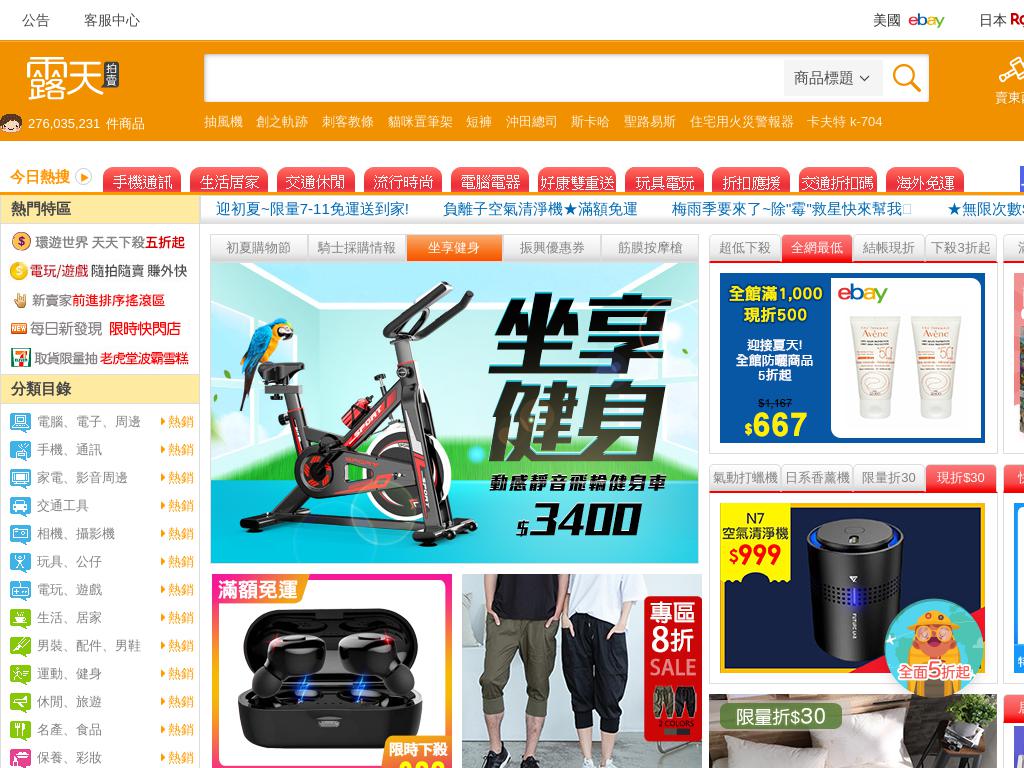 公告
客服中心
美國 ebay
日本
露天拍賣
商品標題
276,035,231 件商品
抽風機 創之軌跡 刺客教條 貓咪置筆架 短褲 沖田總司 斯卡哈 聖路易斯 住宅用火災警報器 卡夫特 k-704
今日熱搜
手機通訊
生活居家
交通休閒
流行時尚
電腦電器
好康雙重送
玩具電玩
折扣應援
交通折扣碼
海外免運
熱門特區
迎初夏~限量7-11免運送到家!
負離子空氣清淨機★滿額免運
梅雨季要來了~除"霉"救星快來幫我
★無限次數
環遊世界 天天下殺五折起
電玩/遊戲 隨拍隨賣 賺外快
新賣家前進排序搖滾區
NEW 每日新發現 限時快閃店
取貨限量抽 老虎堂波霸雪糕
分類目錄
電腦、電子、周邊 熱銷
手機、通訊 熱銷
家電、影音周邊 熱銷
交通工具 熱銷
相機、攝影機 熱銷
玩具、公仔 熱銷
電玩、遊戲 熱銷
生活、居家 熱銷
男裝、配件、男鞋 熱銷
運動、健身 熱銷
休閒、旅遊 熱銷
名產、食品 熱銷
保養、彩妝 熱銷
初夏購物節
騎士採購情報
坐享健身
振興優惠券
筋膜按摩槍
坐享
健身
動感靜音飛輪健身車
$3400
滿額免運
限時下殺
專區
8折
SALE
2 COLORS
超低下殺
全網最低
結帳現折
下殺3折起
全館滿1,000
現折500
迎接夏天!
全館防曬商品
5折起
$1,167
$667
ebay
Avène
50+
Avène
50+
氣動打蠟機
日系香薰機
限量折30
現折$30
N7
空氣清淨機
$999
FUTURE LAB
全面5折起
限量折$30